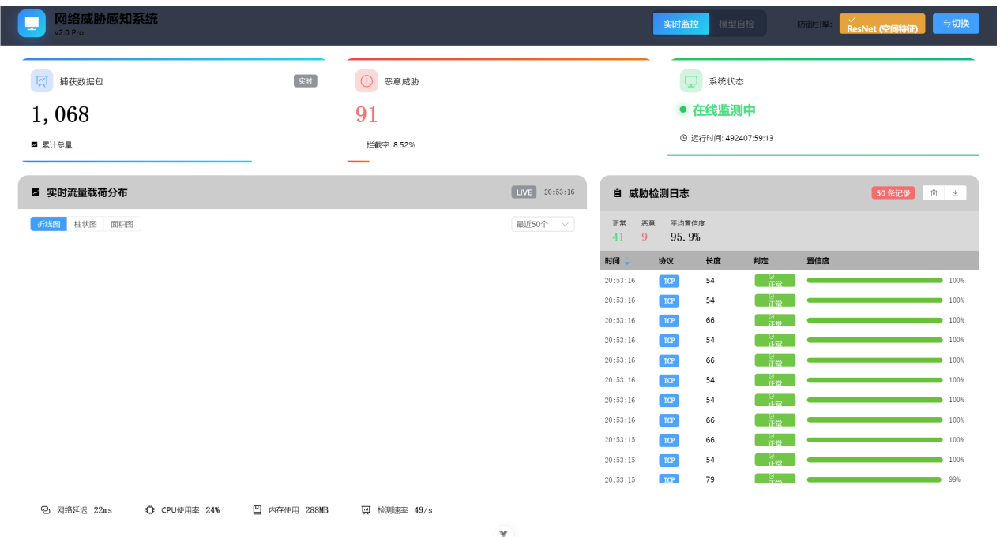 网络威胁感知系统
v2.0 Pro
实时监控 模型自检 防御引擎: ResNet (空间特征) 切换
捕获数据包 实时
1,068
累计总量
恶意威胁
91
拦截率: 8.52%
系统状态
在线监测中
运行时间: 492407:59:13
实时流量载荷分布 LIVE 20:53:16
折线图 柱状图 面积图 最近50个
威胁检测日志 50 条记录
正常 恶意 平均置信度
41 9 95.9%
时间 协议 长度 判定 置信度
20:53:16 TCP 54 正常 100%
20:53:16 TCP 54 正常 100%
20:53:16 TCP 66 正常 100%
20:53:16 TCP 54 正常 100%
20:53:16 TCP 66 正常 100%
20:53:16 TCP 54 正常 100%
20:53:16 TCP 54 正常 100%
20:53:16 TCP 66 正常 100%
20:53:15 TCP 66 正常 100%
20:53:15 TCP 54 正常 100%
20:53:15 TCP 79 正常 99%
网络延迟 22ms CPU使用率 24% 内存使用 288MB 检测速率 49/s